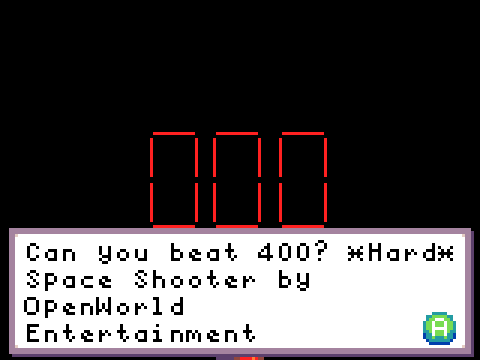 000
Can you beat 400? *Hard*
Space Shooter by
OpenWorld
Entertainment
A